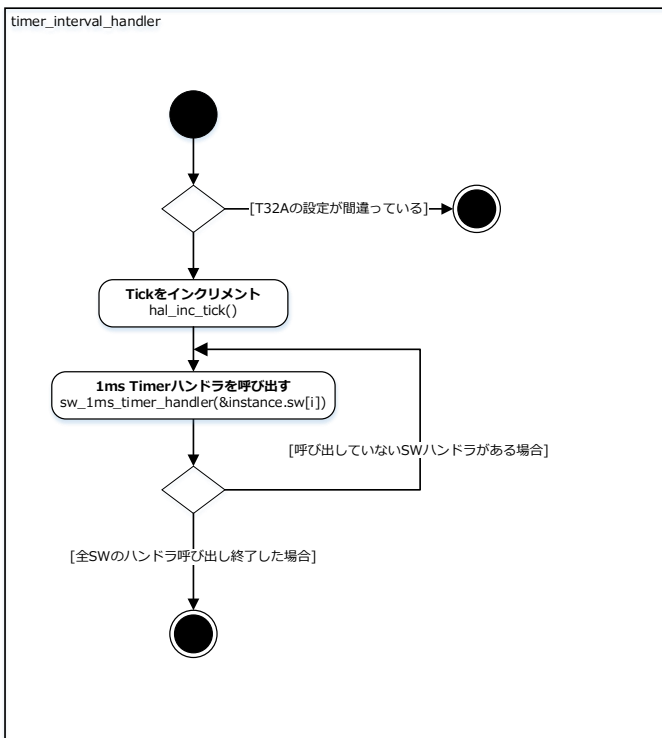 timer_interval_handler
[T32Aの設定が間違っている]
Tickをインクリメント
hal_inc_tick()
1ms Timerハンドラを呼び出す
sw_1ms_timer_handler(&instance.sw[i])
[呼び出していないSWハンドラがある場合]
[全SWのハンドラ呼び出し終了した場合]